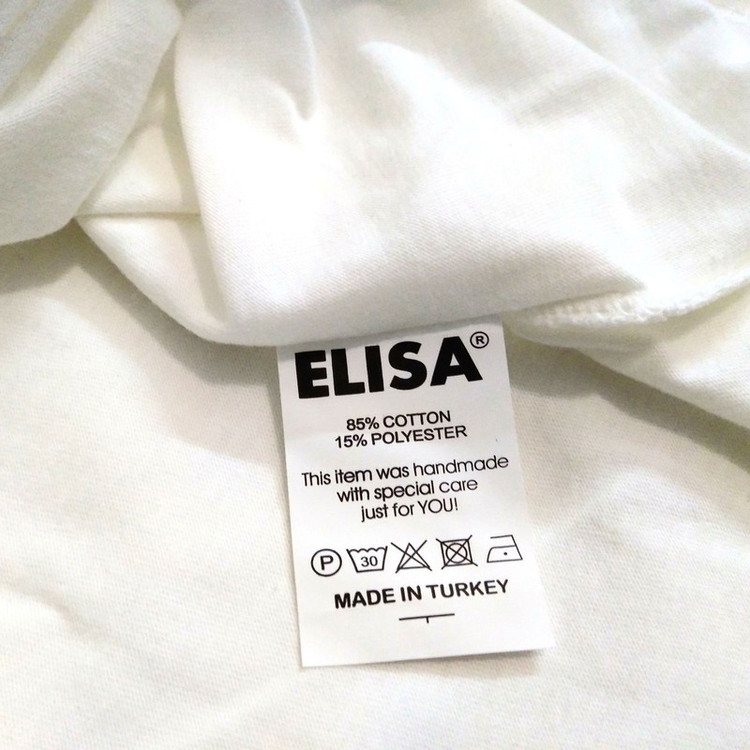 ELISA®
85% COTTON
15% POLYESTER
This item was handmade
with special care
just for YOU!
P 30
MADE IN TURKEY